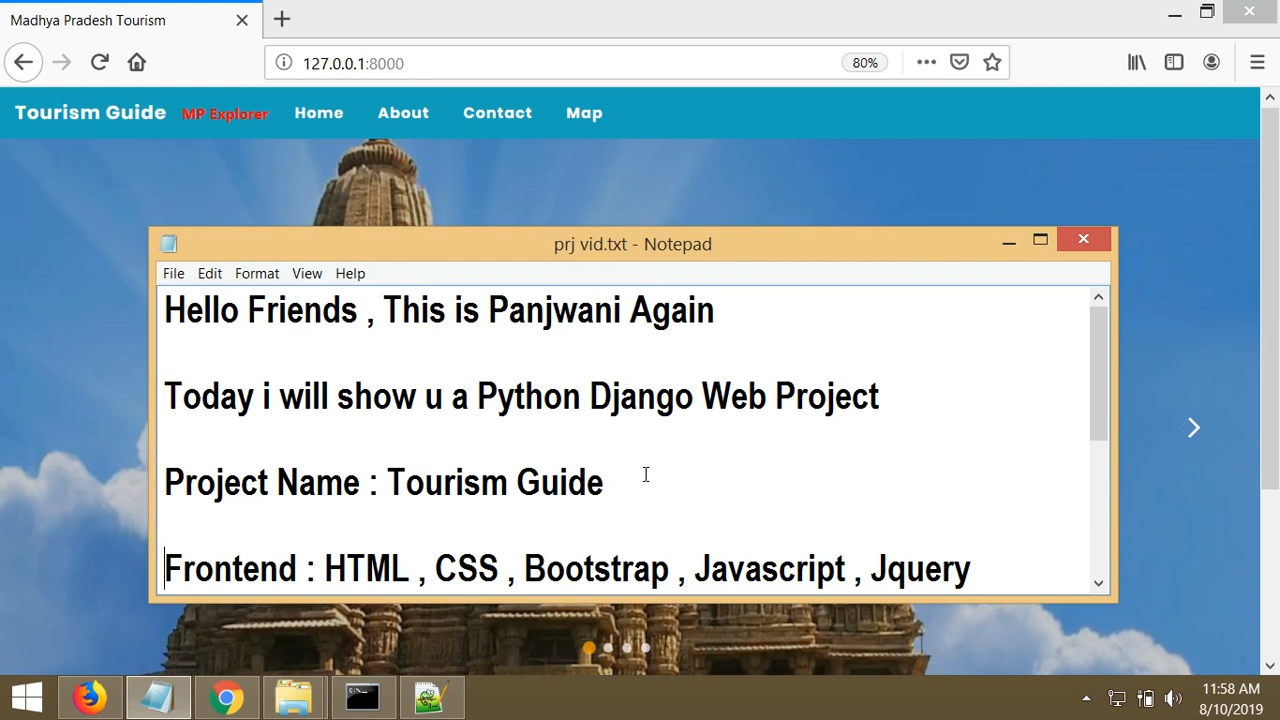 Madhya Pradesh Tourism
127.0.0.1:8000
80%
Tourism Guide MP Explorer Home About Contact Map
prj vid.txt - Notepad
File Edit Format View Help
Hello Friends , This is Panjwani Again
Today i will show u a Python Django Web Project
Project Name : Tourism Guide
Frontend : HTML , CSS , Bootstrap , Javascript , Jquery
11:58 AM
8/10/2019